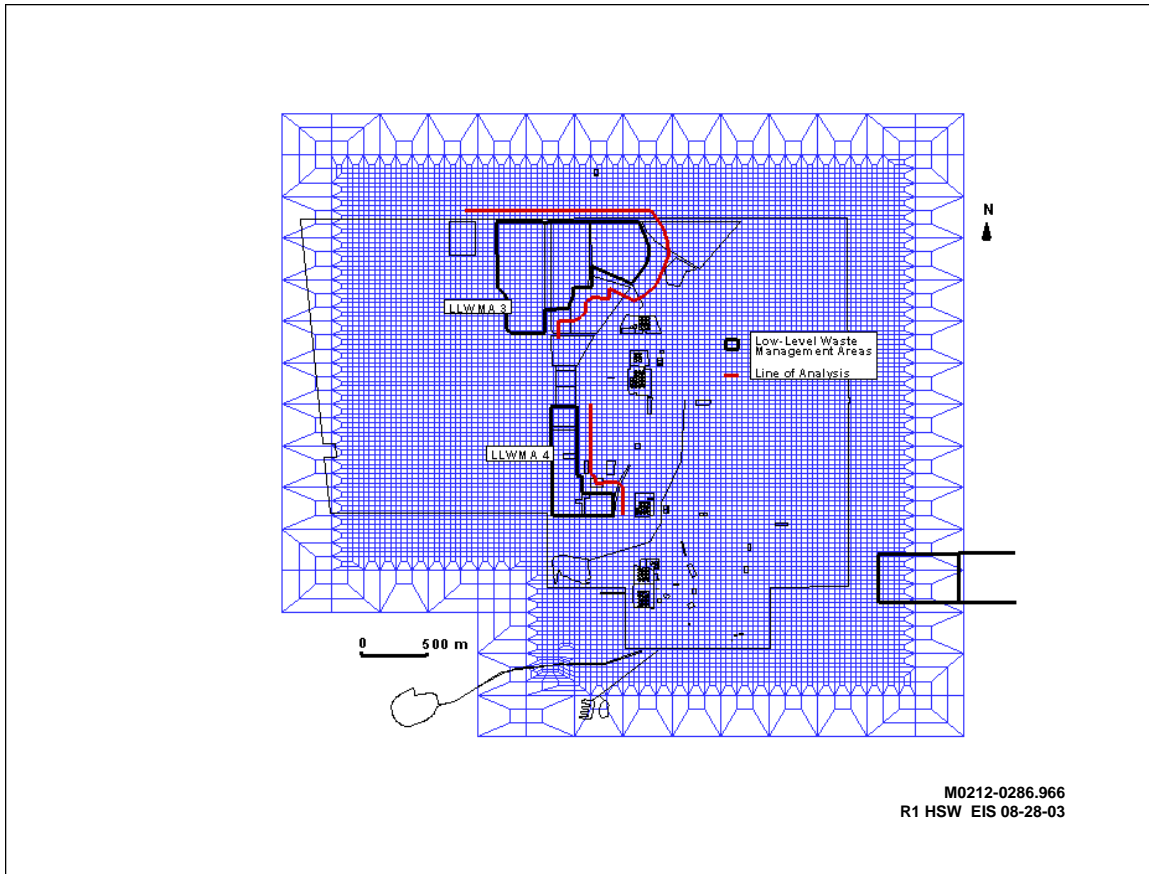 N
LLWMA 3
Low-Level Waste
Management Areas
Line of Analysis
LLWMA 4
0 500 m
M0212-0286.966
R1 HSW EIS 08-28-03